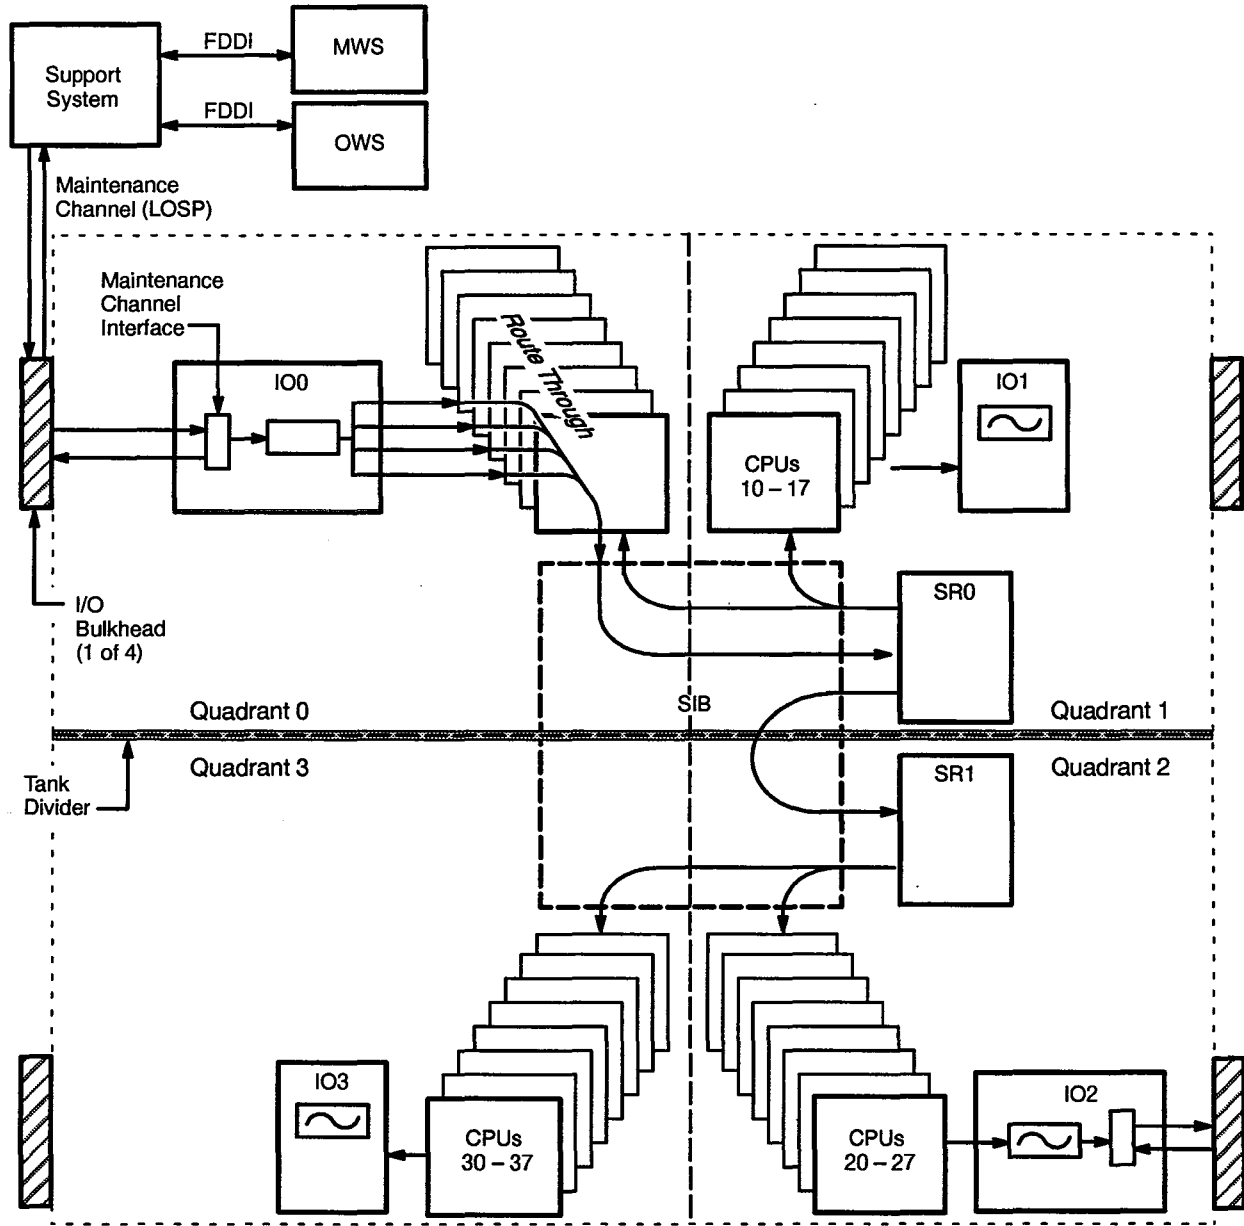 FDDI
MWS
Support
System
FDDI
OWS
Maintenance
Channel (LOSP)
Maintenance
Channel
Interface
Route Through
IO0
IO1
CPUs
10 – 17
I/O
Bulkhead
(1 of 4)
SR0
SIB
Quadrant 0
Quadrant 1
Quadrant 3
Quadrant 2
SR1
Tank
Divider
IO3
IO2
CPUs
30 – 37
CPUs
20 – 27